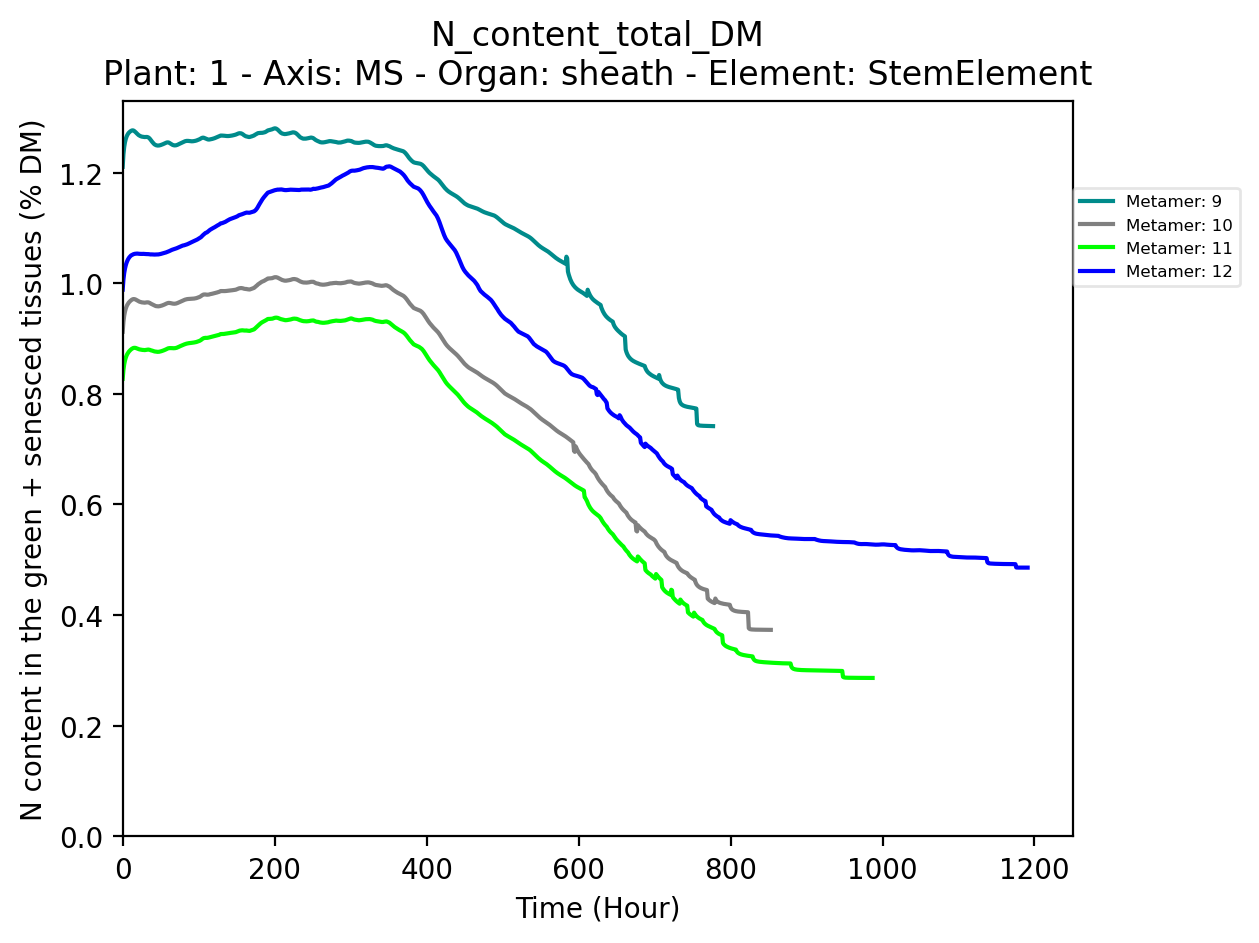 N_content_total_DM
Plant: 1 - Axis: MS - Organ: sheath - Element: StemElement
N content in the green + senesced tissues (% DM)
1.2
1.0
0.8
0.6
0.4
0.2
0.0
0 200 400 600 800 1000 1200
Time (Hour)
Metamer: 9
Metamer: 10
Metamer: 11
Metamer: 12